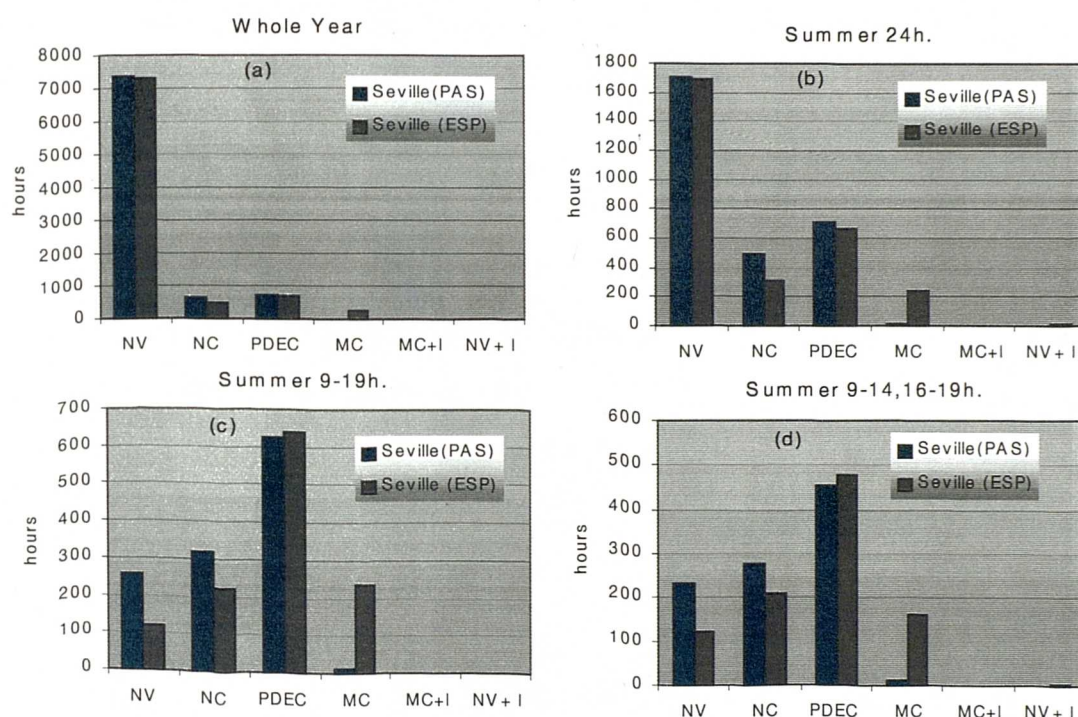 Whole Year
(a)
8000
7000
6000
5000
4000
3000
2000
1000
0
hours
Seville(PAS)
Seville (ESP)
NV NC PDEC MC MC+I NV+I
Summer 24h.
(b)
1800
1600
1400
1200
1000
800
600
400
200
0
hours
Seville(PAS)
Seville (ESP)
NV NC PDEC MC MC+I NV+I
Summer 9-19h.
(c)
700
600
500
400
300
200
100
0
hours
Seville(PAS)
Seville (ESP)
NV NC PDEC MC MC+I NV+I
Summer 9-14,16-19h.
(d)
600
500
400
300
200
100
0
hours
Seville(PAS)
Seville (ESP)
NV NC PDEC MC MC+I NV+I